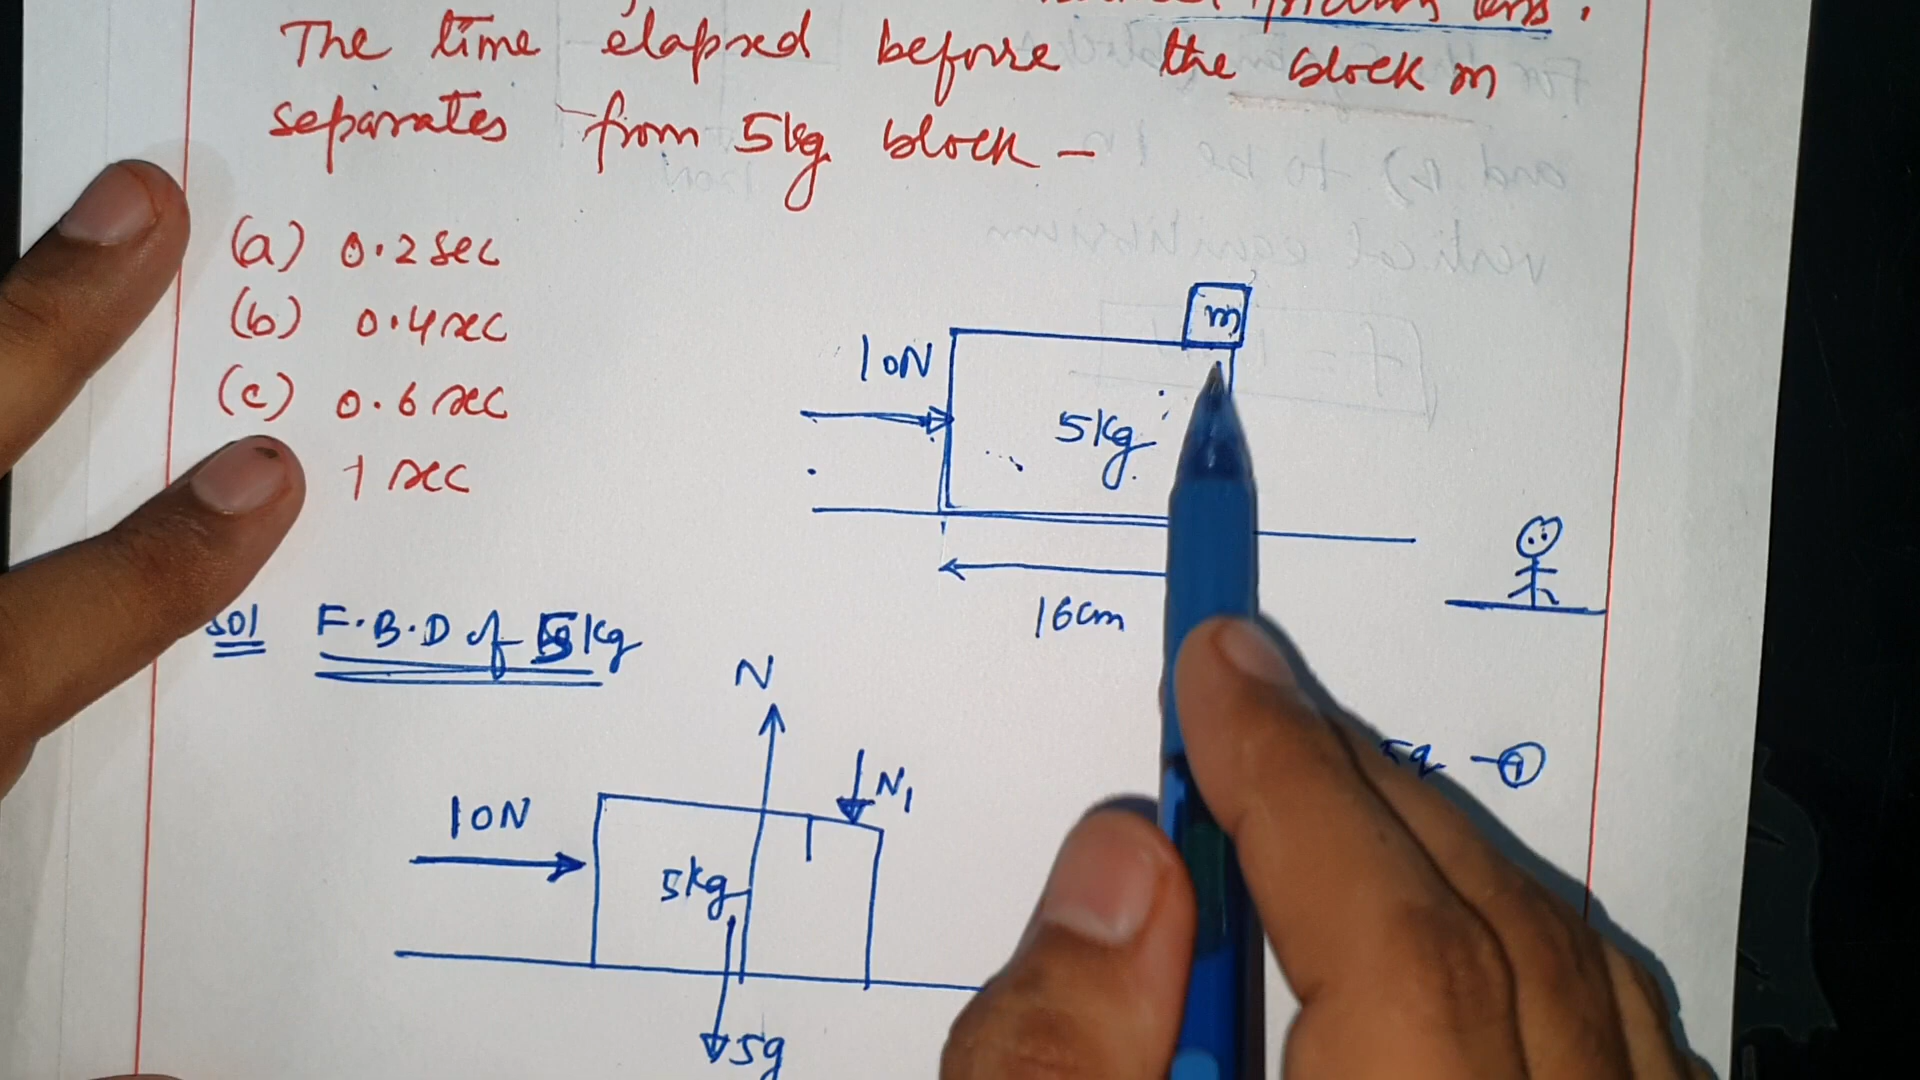 The time elapsed before the block m
separates from 5kg block -
(a) 0.2 sec
(b) 0.4 sec
(c) 0.6 sec
1 sec
m
10N
5kg
16cm
Sol F.B.D of 5kg
N
N1
10N
5kg
5g